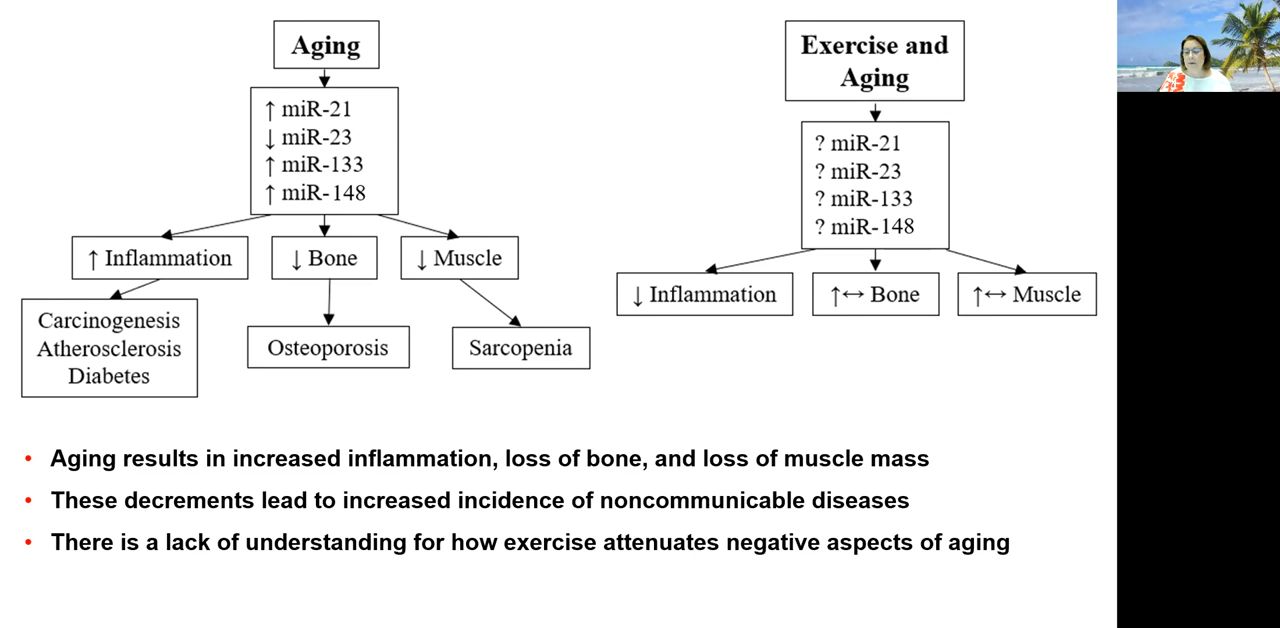 Aging
↑ miR-21
↓ miR-23
↑ miR-133
↑ miR-148
↑ Inflammation
↓ Bone
↓ Muscle
Carcinogenesis
Atherosclerosis
Diabetes
Osteoporosis
Sarcopenia
Exercise and
Aging
? miR-21
? miR-23
? miR-133
? miR-148
↓ Inflammation
↑↔ Bone
↑↔ Muscle
• Aging results in increased inflammation, loss of bone, and loss of muscle mass
• These decrements lead to increased incidence of noncommunicable diseases
• There is a lack of understanding for how exercise attenuates negative aspects of aging